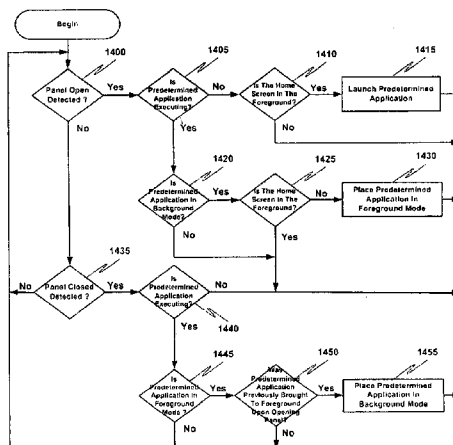 Begin
1400
Panel Open
Detected ?
Yes
No
1405
Is
Predetermined
Application
Executing?
No
Yes
1410
Is The Home
Screen In The
Foreground?
Yes
No
1415
Launch Predetermined
Application
1420
Is
Predetermined
Application In
Background
Mode?
Yes
No
1425
Is The Home
Screen In The
Foreground?
No
Yes
1430
Place Predetermined
Application In
Foreground Mode
1435
Panel Closed
Detected ?
No
Yes
Is
Predetermined
Application
Executing?
No
Yes
1440
1445
Is
Predetermined
Application In
Foreground
Mode ?
Yes
No
1450
Was
Predetermined
Application
Previously Brought
To Foreground
Upon Opening
Panel?
Yes
No
1455
Place Predetermined
Application In
Background Mode